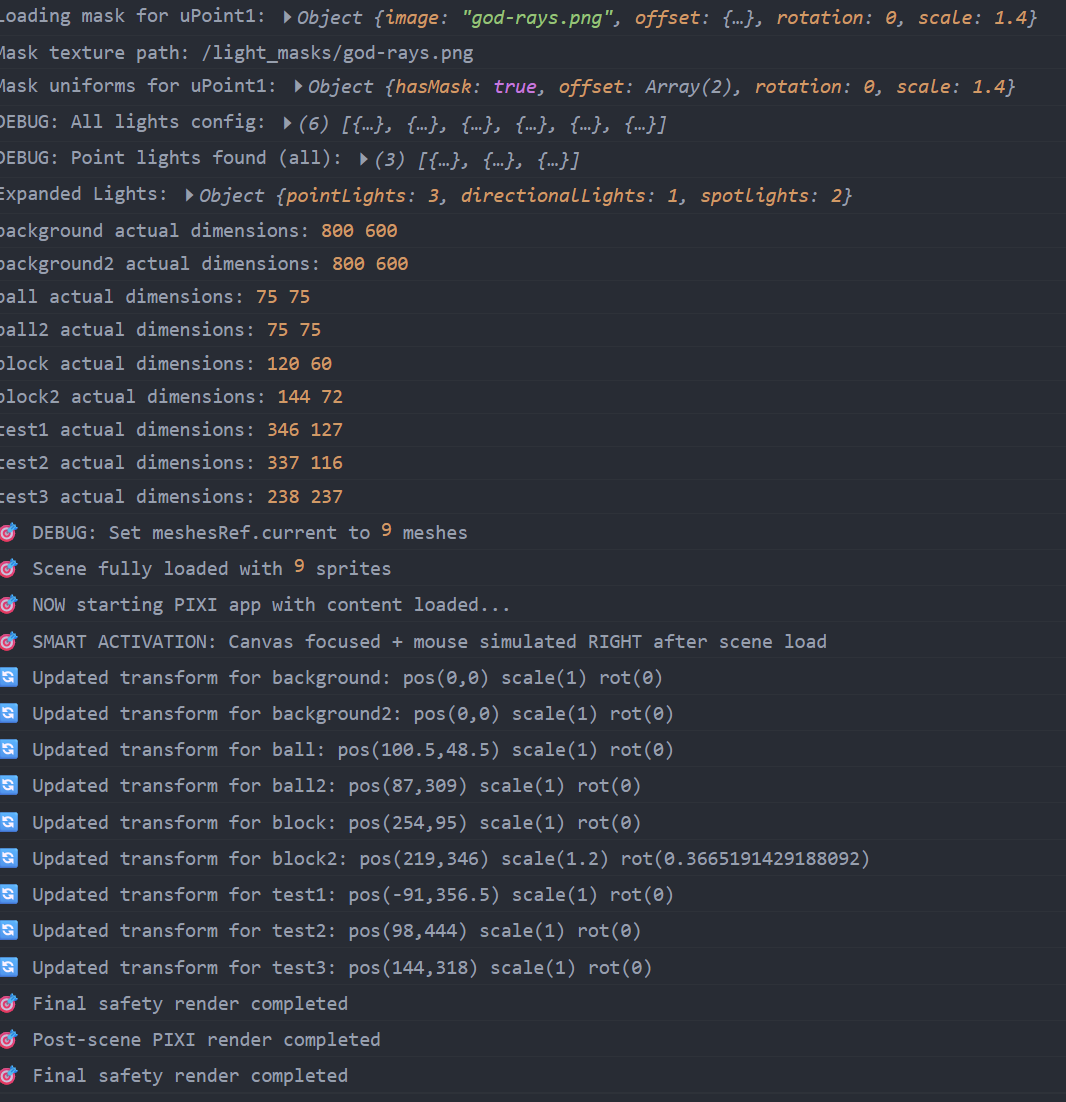 Loading mask for uPoint1: ▶Object {image: "god-rays.png", offset: {…}, rotation: 0, scale: 1.4}
Mask texture path: /light_masks/god-rays.png
Mask uniforms for uPoint1: ▶Object {hasMask: true, offset: Array(2), rotation: 0, scale: 1.4}
DEBUG: All lights config: ▶(6) [{…}, {…}, {…}, {…}, {…}, {…}]
DEBUG: Point lights found (all): ▶(3) [{…}, {…}, {…}]
Expanded Lights: ▶Object {pointLights: 3, directionalLights: 1, spotlights: 2}
background actual dimensions: 800 600
background2 actual dimensions: 800 600
ball actual dimensions: 75 75
ball2 actual dimensions: 75 75
block actual dimensions: 120 60
block2 actual dimensions: 144 72
test1 actual dimensions: 346 127
test2 actual dimensions: 337 116
test3 actual dimensions: 238 237
🎯 DEBUG: Set meshesRef.current to 9 meshes
🎯 Scene fully loaded with 9 sprites
🎯 NOW starting PIXI app with content loaded...
🎯 SMART ACTIVATION: Canvas focused + mouse simulated RIGHT after scene load
🔄 Updated transform for background: pos(0,0) scale(1) rot(0)
🔄 Updated transform for background2: pos(0,0) scale(1) rot(0)
🔄 Updated transform for ball: pos(100.5,48.5) scale(1) rot(0)
🔄 Updated transform for ball2: pos(87,309) scale(1) rot(0)
🔄 Updated transform for block: pos(254,95) scale(1) rot(0)
🔄 Updated transform for block2: pos(219,346) scale(1.2) rot(0.3665191429188092)
🔄 Updated transform for test1: pos(-91,356.5) scale(1) rot(0)
🔄 Updated transform for test2: pos(98,444) scale(1) rot(0)
🔄 Updated transform for test3: pos(144,318) scale(1) rot(0)
🎯 Final safety render completed
🎯 Post-scene PIXI render completed
🎯 Final safety render completed